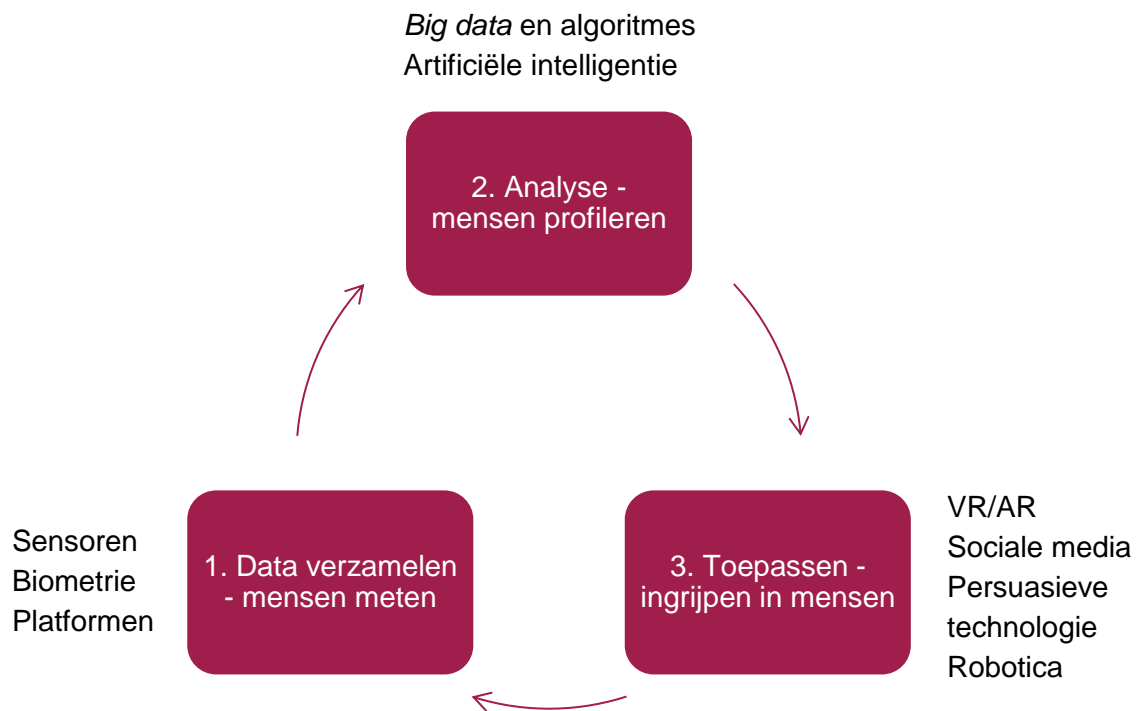 Big data en algoritmes
Artificiële intelligentie
2. Analyse -
mensen profileren
Sensoren
Biometrie
Platformen
1. Data verzamelen
- mensen meten
3. Toepassen -
ingrijpen in mensen
VR/AR
Sociale media
Persuasieve
technologie
Robotica